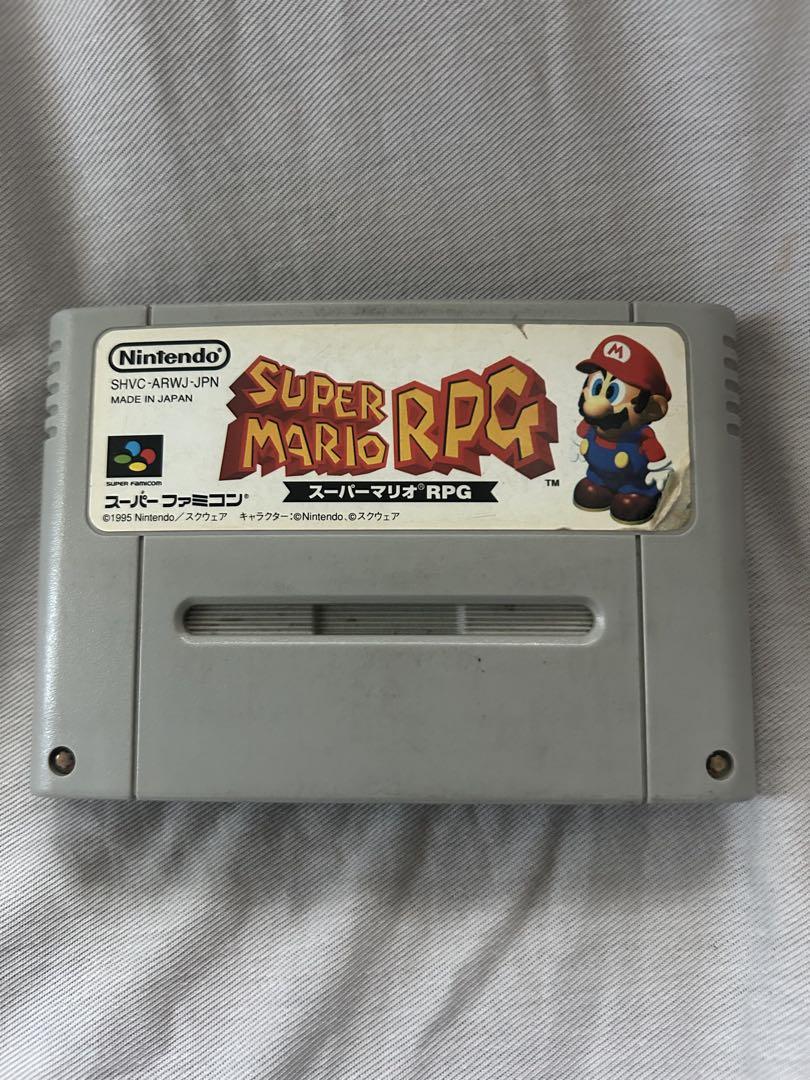 Nintendo®
SHVC-ARWJ-JPN
MADE IN JAPAN
SUPER FAMICOM
スーパーファミコン®
©1995 Nintendo／スクウェア キャラクター：©Nintendo、©スクウェア
SUPER
MARIO RPG
TM
スーパーマリオ®RPG
M